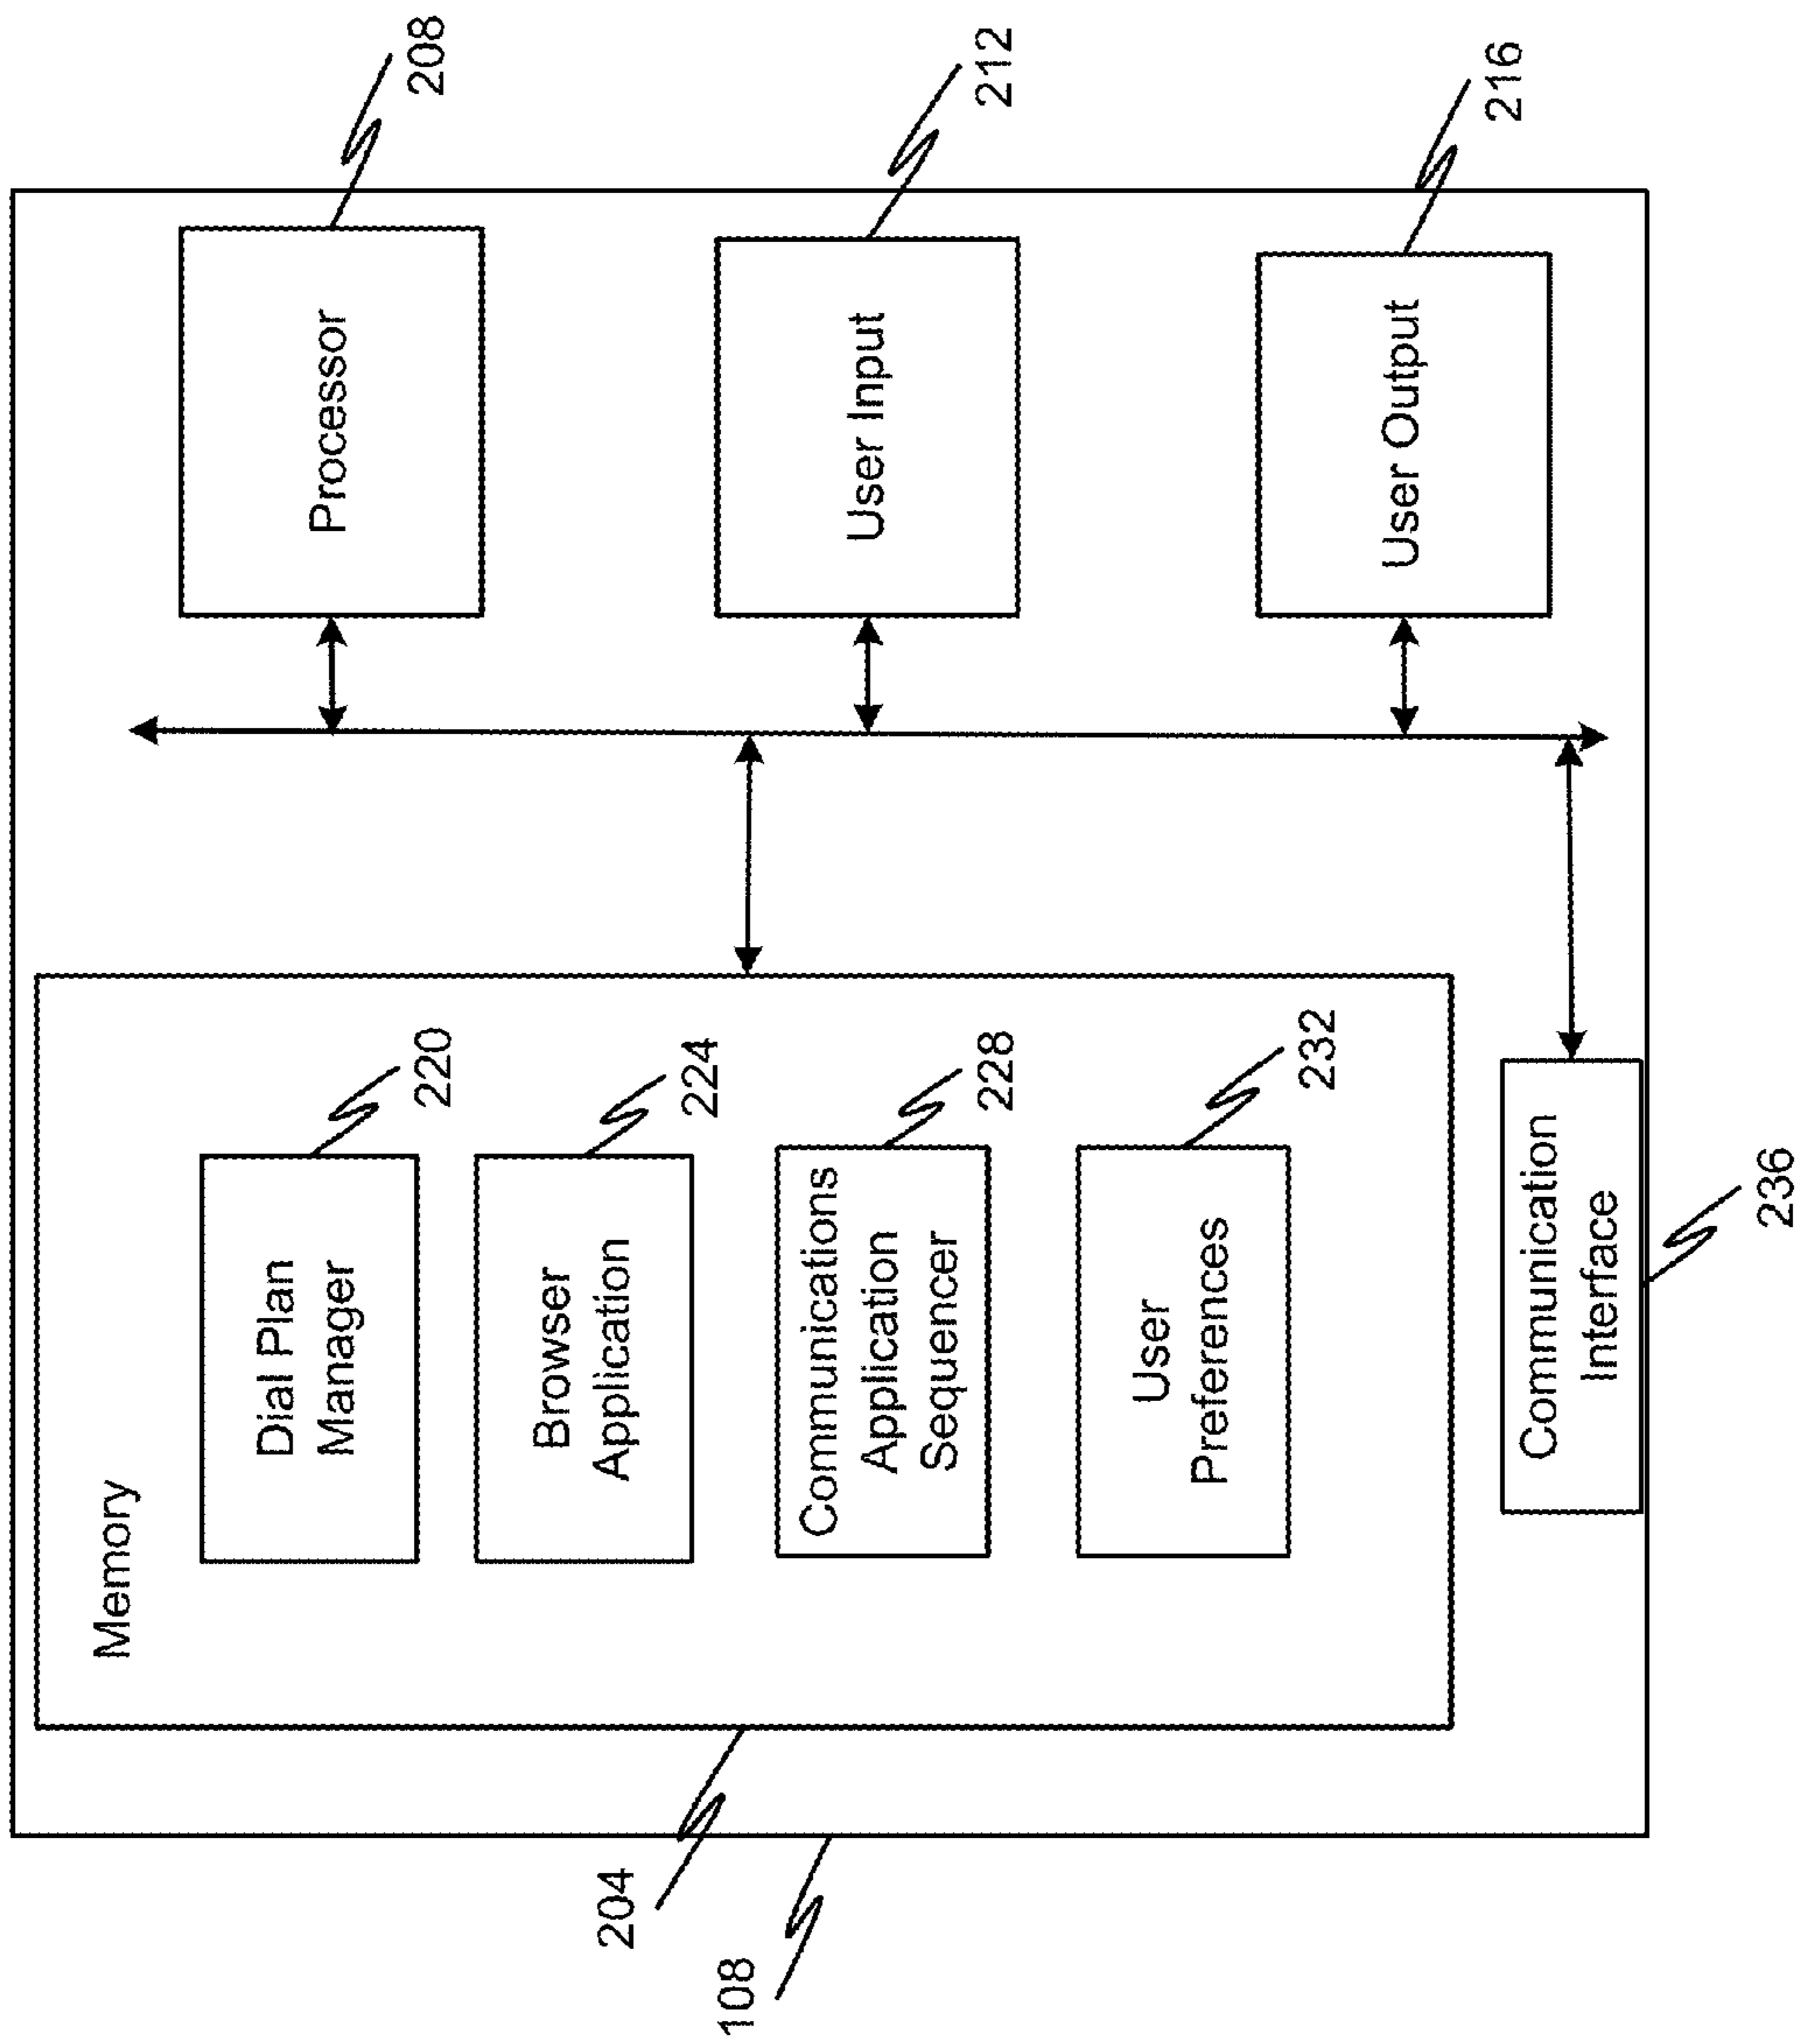 108
204
Memory
Dial Plan
Manager
220
Browser
Application
224
Communications
Application
Sequencer
228
User
Preferences
232
Communication
Interface
236
Processor
208
User Input
212
User Output
216